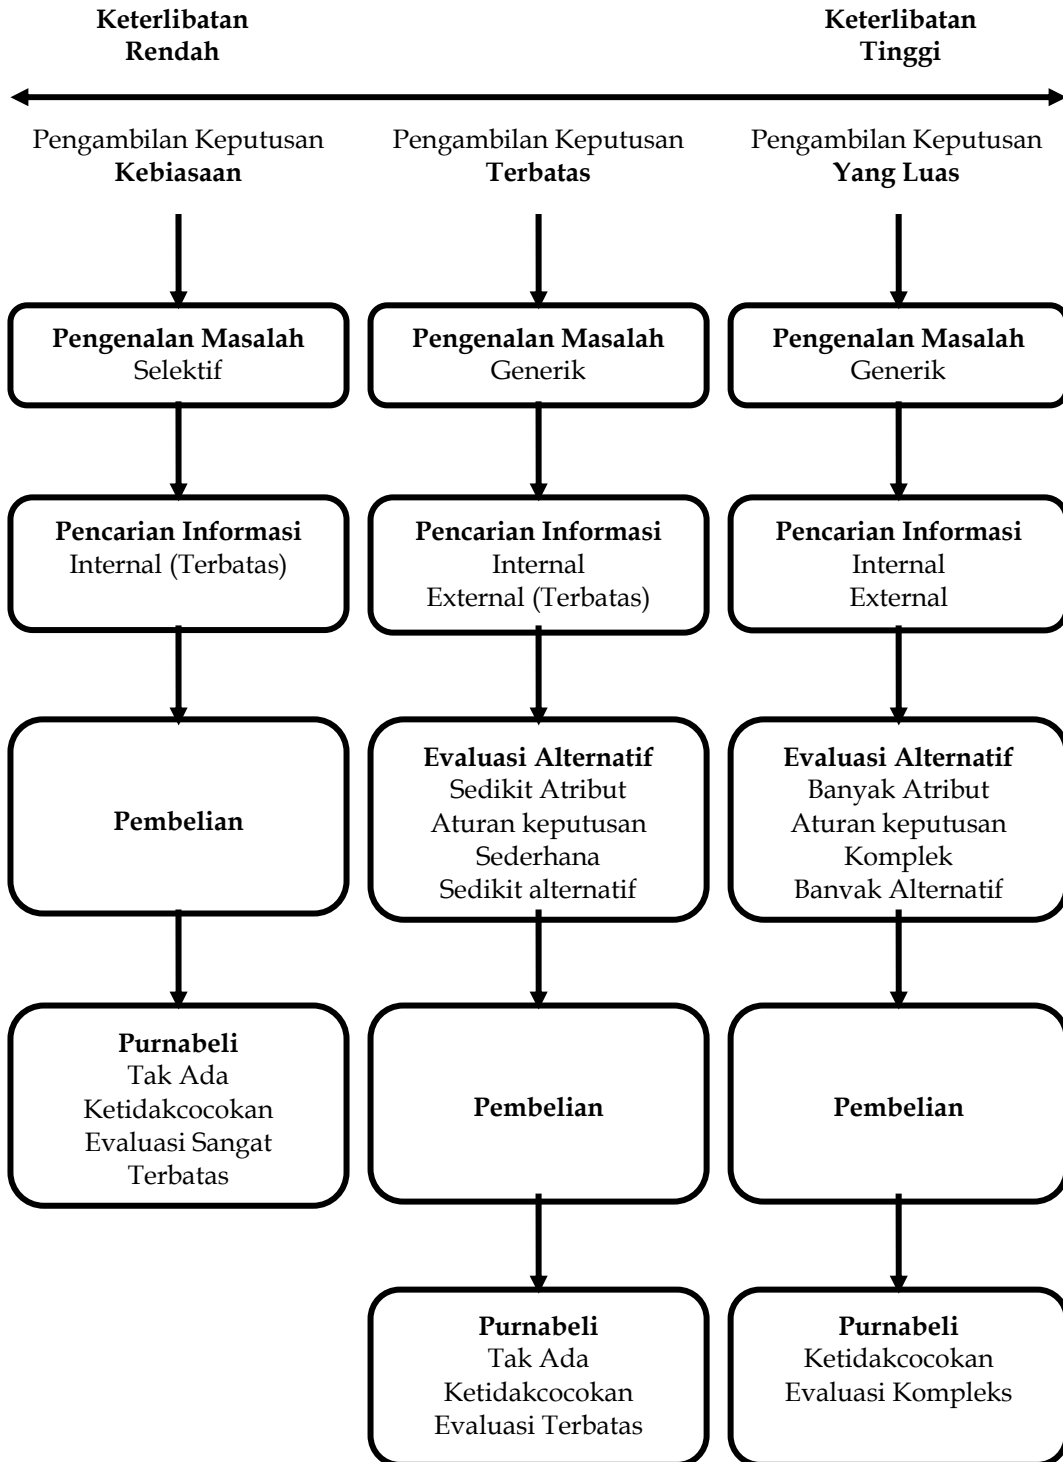 Keterlibatan
Rendah
Keterlibatan
Tinggi
Pengambilan Keputusan
Kebiasaan
Pengambilan Keputusan
Terbatas
Pengambilan Keputusan
Yang Luas
Pengenalan Masalah
Selektif
Pengenalan Masalah
Generik
Pengenalan Masalah
Generik
Pencarian Informasi
Internal (Terbatas)
Pencarian Informasi
Internal
External (Terbatas)
Pencarian Informasi
Internal
External
Pembelian
Evaluasi Alternatif
Sedikit Atribut
Aturan keputusan
Sederhana
Sedikit alternatif
Evaluasi Alternatif
Banyak Atribut
Aturan keputusan
Komplek
Banvak Alternatif
Purnabeli
Tak Ada
Ketidakcocokan
Evaluasi Sangat
Terbatas
Pembelian
Pembelian
Purnabeli
Tak Ada
Ketidakcocokan
Evaluasi Terbatas
Purnabeli
Ketidakcocokan
Evaluasi Kompleks